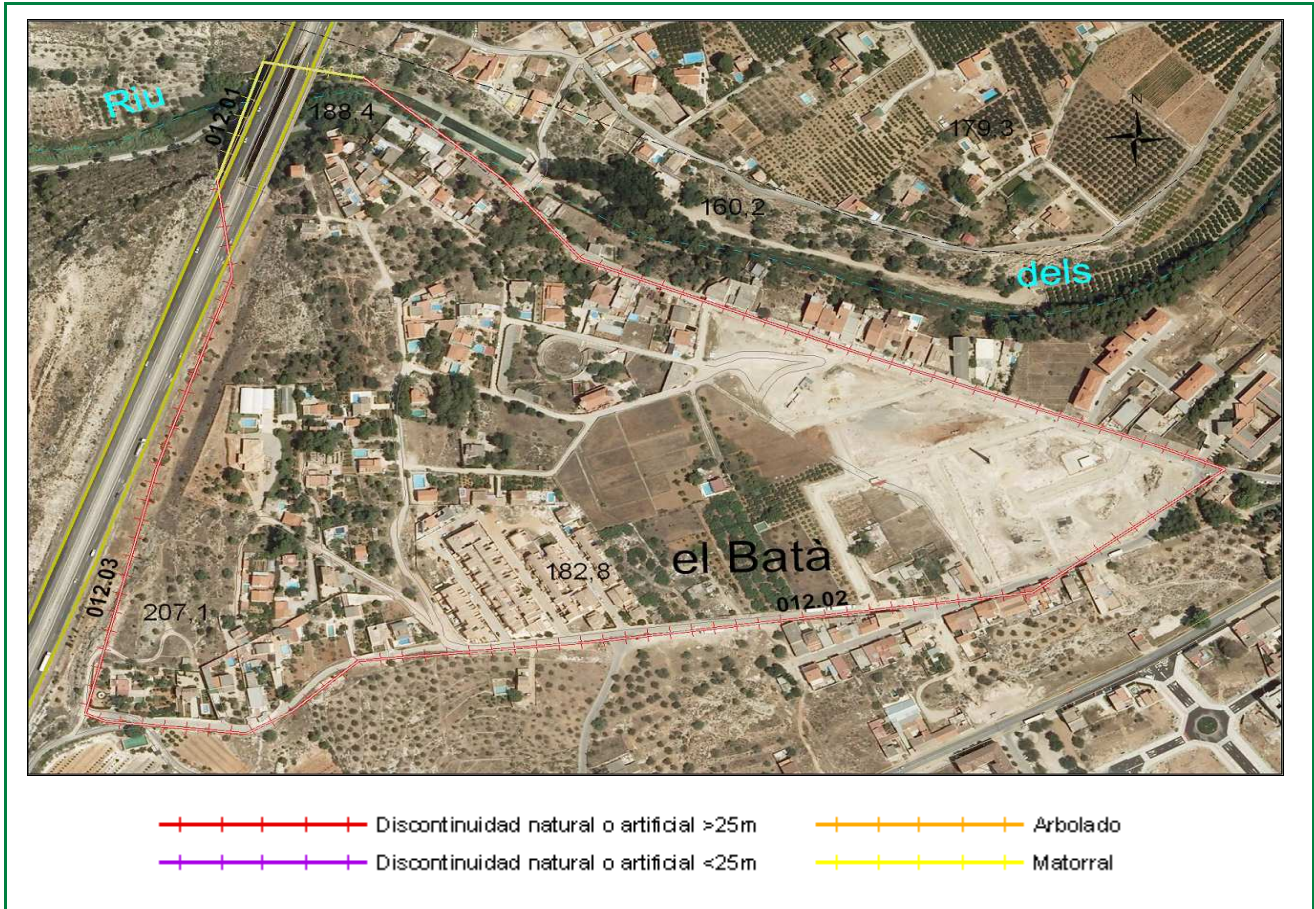 Riu
012.01
188,4
179,3
N
160,2
dels
el Batà
182,8
012.02
012.03
207,1
Discontinuidad natural o artificial >25m
Arbolado
Discontinuidad natural o artificial <25m
Matorral